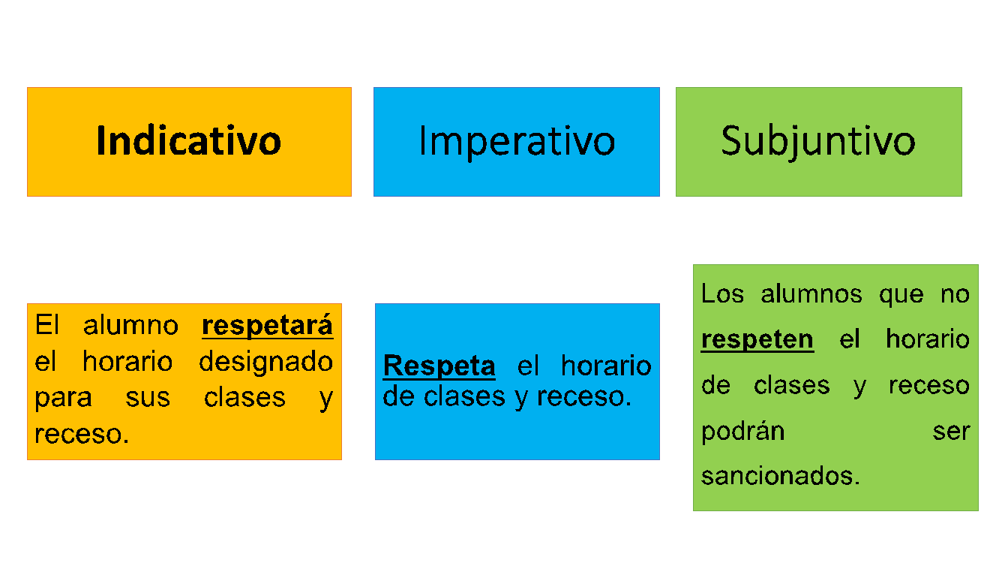 Indicativo
Imperativo
Subjuntivo
El alumno respetará
el horario designado
para sus clases y
receso.
Respeta el horario
de clases y receso.
Los alumnos que no
respeten el horario
de clases y receso
podrán ser
sancionados.